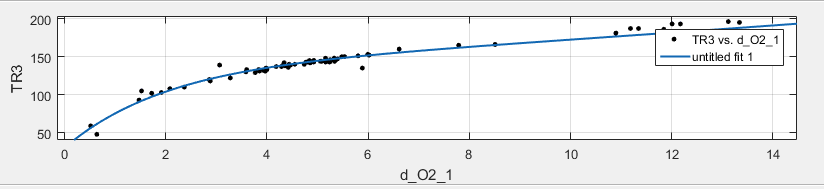 200
150
100
50
TR3
TR3 vs. d_O2_1
untitled fit 1
0 2 4 6 8 10 12 14
d_O2_1